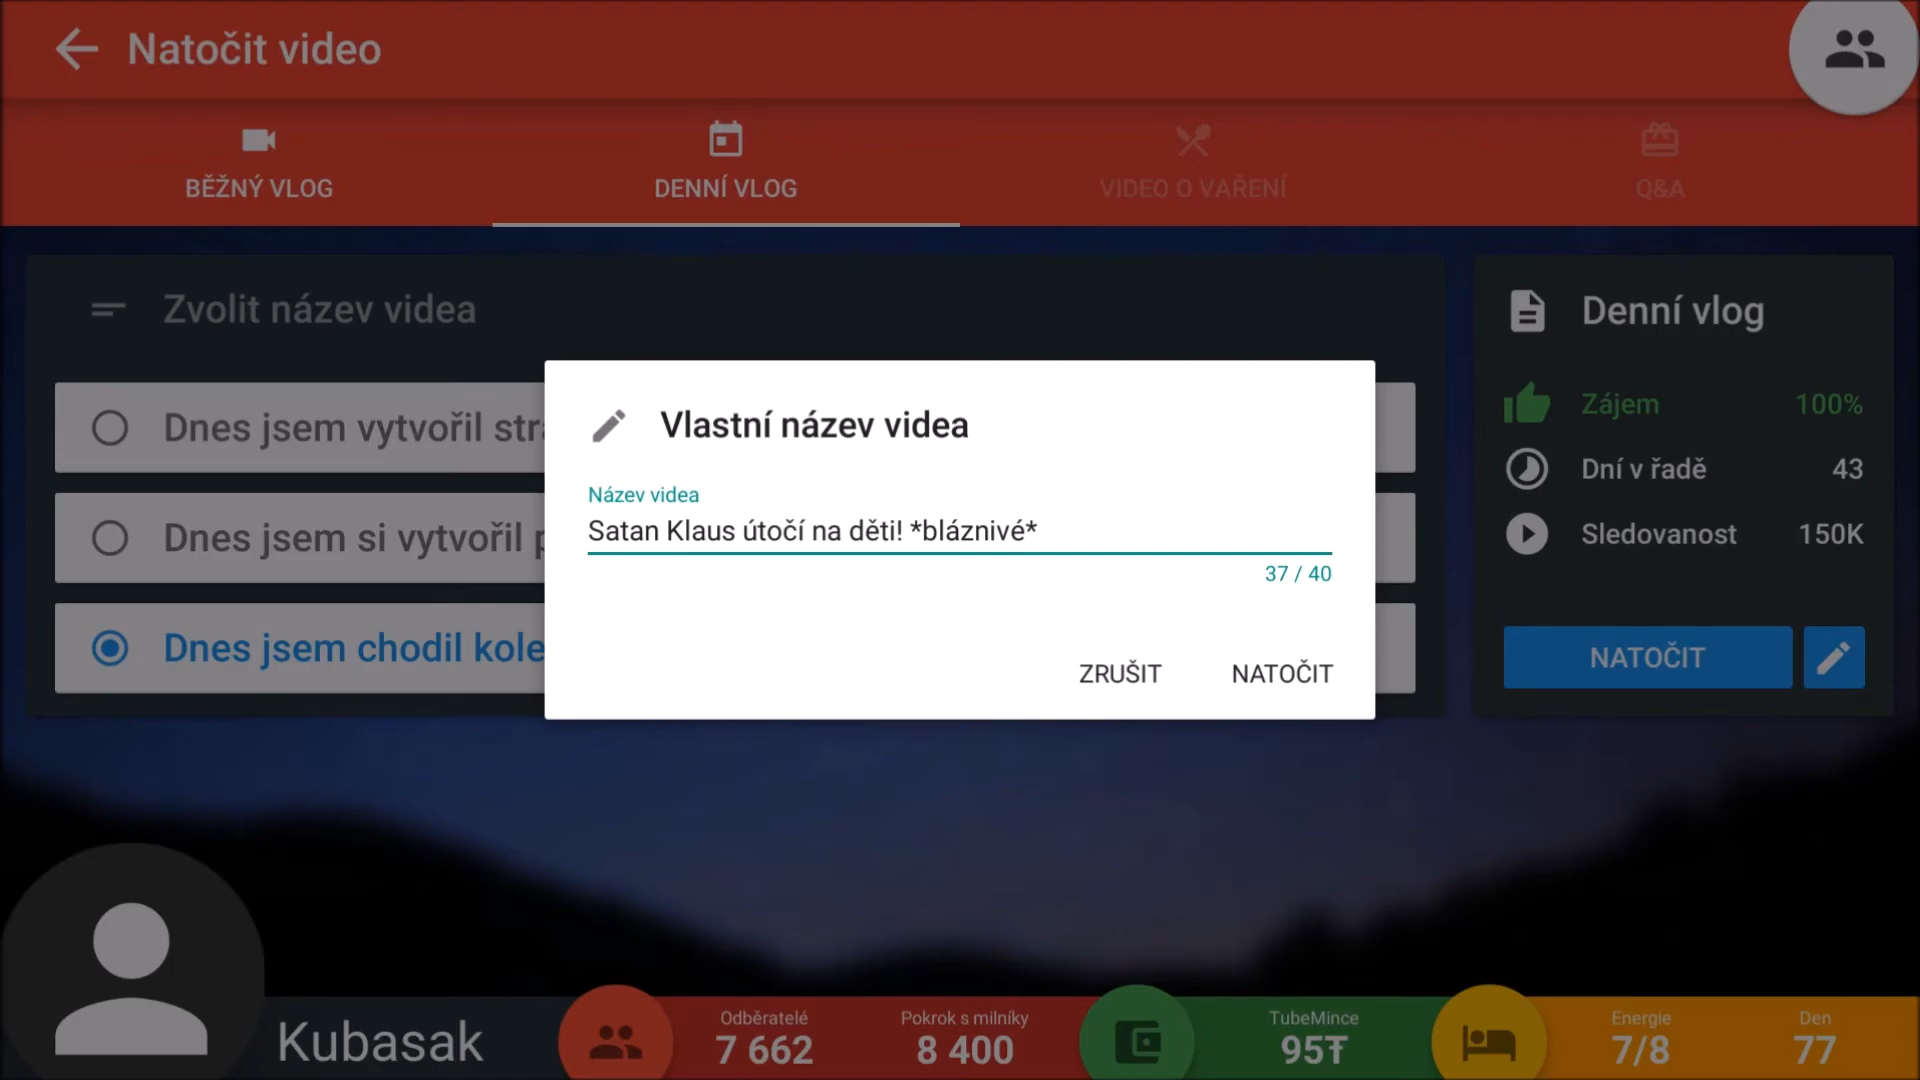 Natočit video
BĚŽNÝ VLOG
DENNÍ VLOG
VIDEO O VAŘENÍ
Q&A
Zvolit název videa
Dnes jsem vytvořil
Dnes jsem si vytvořil
Dnes jsem chodil
Denní vlog
Zájem 100%
Dní v řadě 43
Sledovanost 150K
NATOČIT
Vlastní název videa
Název videa
Satan Klaus útočí na děti! *bláznivé*
37 / 40
ZRUŠIT NATOČIT
Kubasak
Odběratelé
7 662
Pokrok s milníky
8 400
TubeMince
95Ŧ
Energie
7/8
Den
77